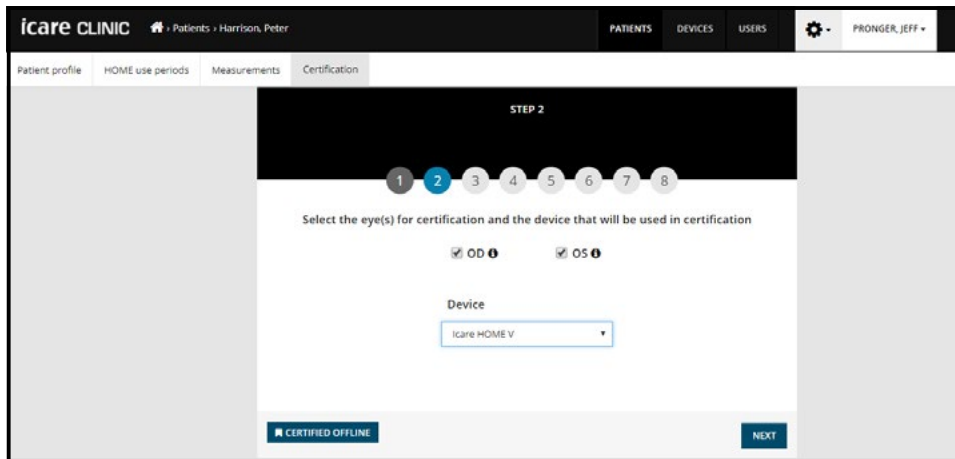 icare CLINIC › Patients › Harrison, Peter PATIENTS DEVICES USERS PRONGER, JEFF
Patient profile HOME use periods Measurements Certification
STEP 2
1 2 3 4 5 6 7 8
Select the eye(s) for certification and the device that will be used in certification
OD OS
Device
Icare HOME V
CERTIFIED OFFLINE NEXT